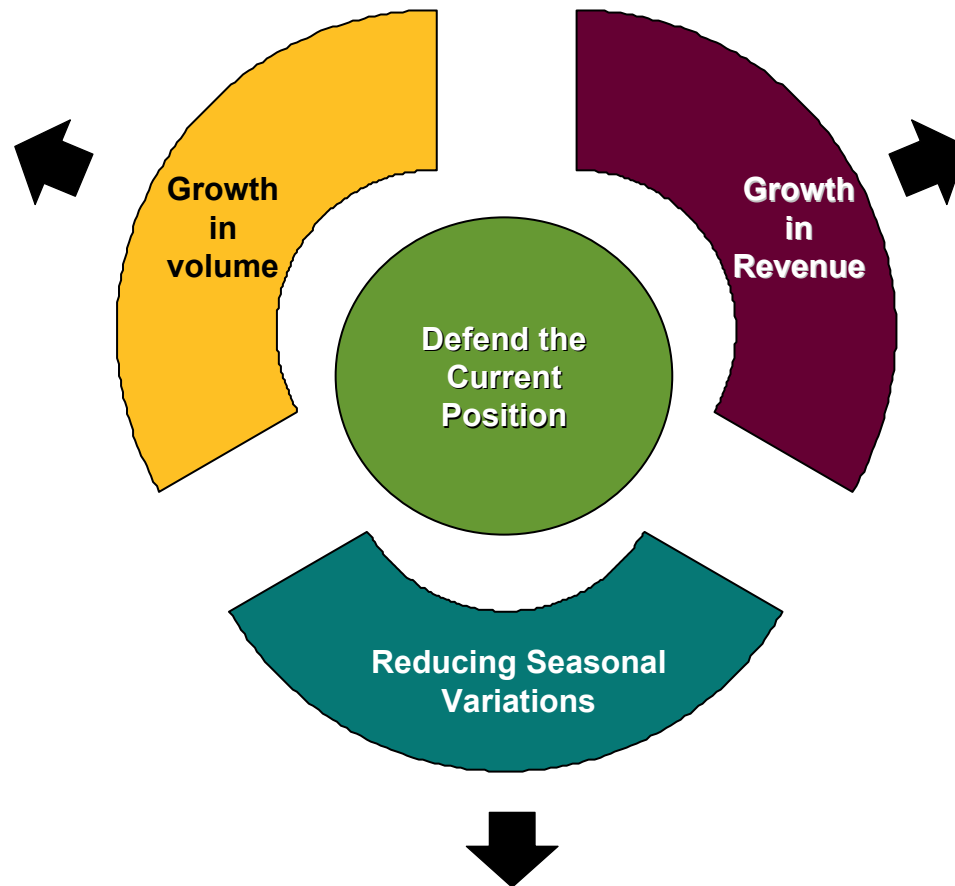 Growth
in
volume
Growth
in
Revenue
Defend the
Current
Position
Reducing Seasonal
Variations